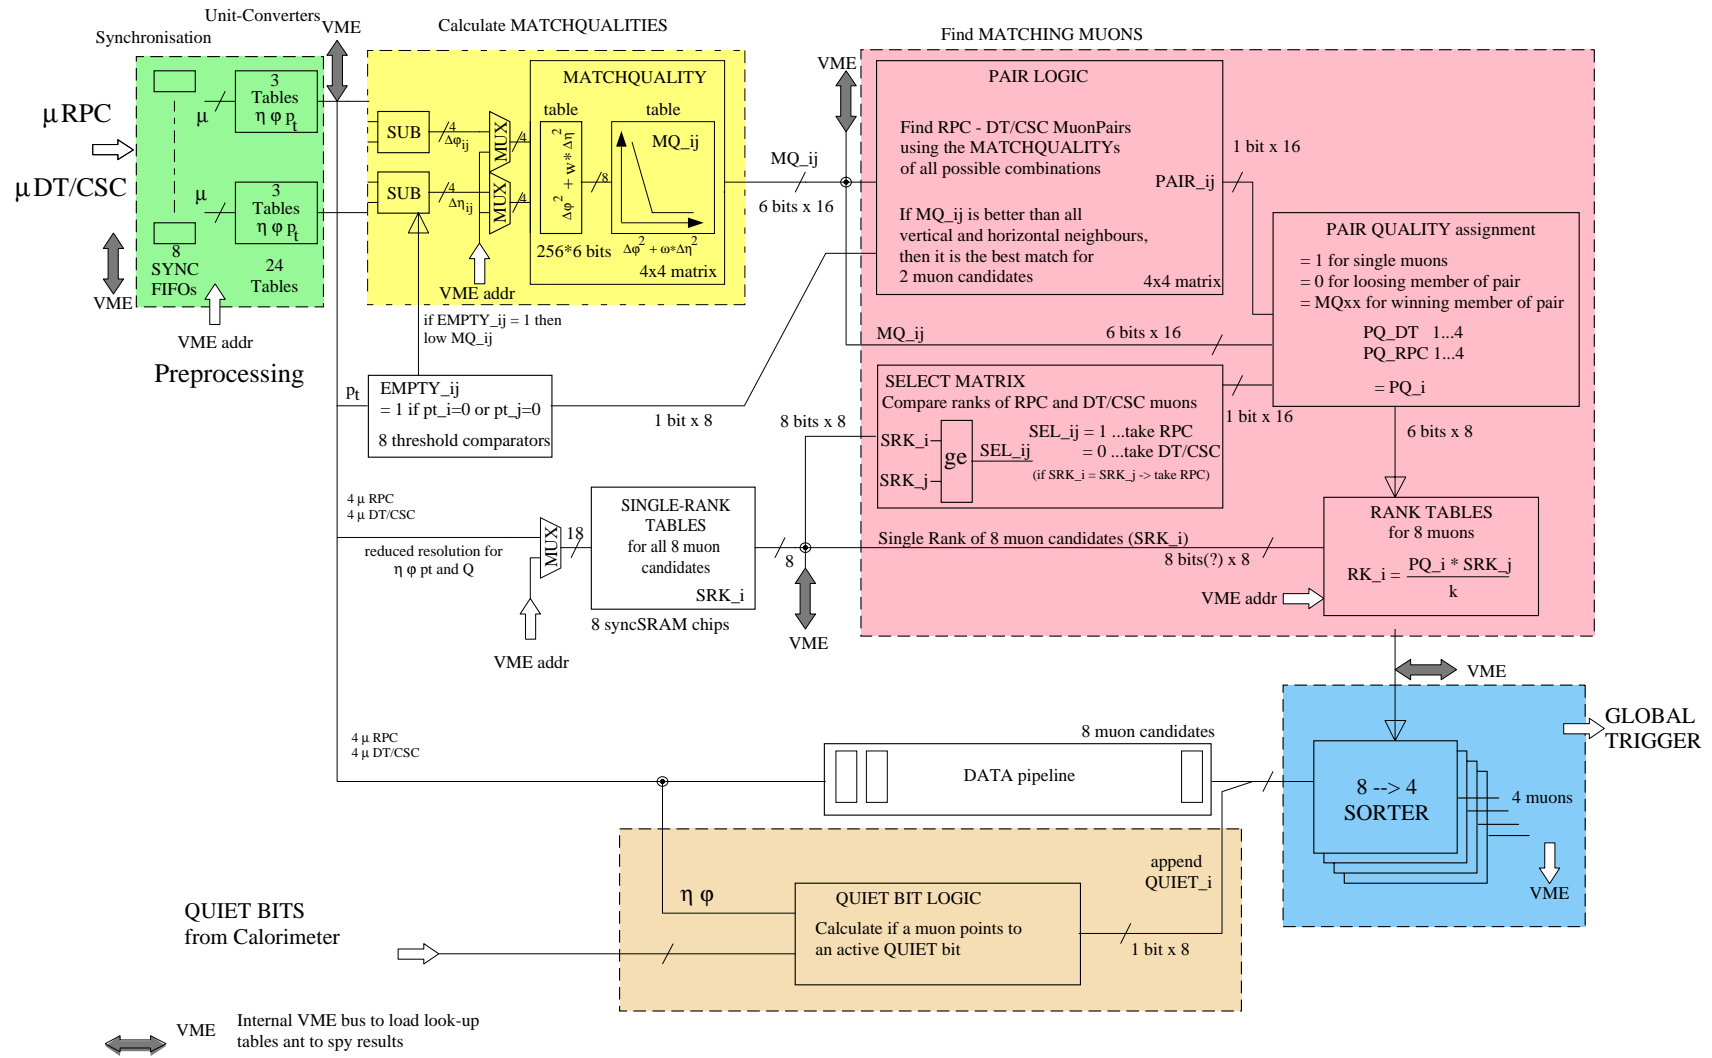 Unit-Converters
Synchronisation
VME
Calculate MATCHQUALITIES
Find MATCHING MUONS
μRPC
μDT/CSC
μ
3
Tables
η φ p_t
μ
3
Tables
η φ p_t
8
SYNC
FIFOs
24
Tables
VME
VME addr
Preprocessing
SUB
4
Δφ_ij
SUB
4
Δη_ij
MUX
MUX
4
4
MATCHQUALITY
table
table
Δφ² + w*Δη²
8
MQ_ij
256*6 bits
Δφ² + ω*Δη²
4x4 matrix
VME addr
if EMPTY_ij = 1 then
low MQ_ij
MQ_ij
6 bits x 16
VME
PAIR LOGIC
Find RPC - DT/CSC MuonPairs
using the MATCHQUALITYs
of all possible combinations
PAIR_ij
If MQ_ij is better than all
vertical and horizontal neighbours,
then it is the best match for
2 muon candidates
4x4 matrix
1 bit x 16
PAIR QUALITY assignment
= 1 for single muons
= 0 for loosing member of pair
= MQxx for winning member of pair
PQ_DT 1...4
PQ_RPC 1...4
= PQ_i
MQ_ij
6 bits x 16
p_t
EMPTY_ij
= 1 if pt_i=0 or pt_j=0
8 threshold comparators
1 bit x 8
8 bits x 8
SELECT MATRIX
Compare ranks of RPC and DT/CSC muons
SRK_i
SRK_j
ge
SEL_ij
SEL_ij = 1 ...take RPC
= 0 ...take DT/CSC
(if SRK_i = SRK_j -> take RPC)
1 bit x 16
6 bits x 8
4 μ RPC
4 μ DT/CSC
reduced resolution for
η φ pt and Q
MUX
18
VME addr
SINGLE-RANK
TABLES
for all 8 muon
candidates
SRK_i
8 syncSRAM chips
8
VME
Single Rank of 8 muon candidates (SRK_i)
8 bits(?) x 8
RANK TABLES
for 8 muons
RK_i = PQ_i * SRK_j
k
VME addr
VME
4 μ RPC
4 μ DT/CSC
8 muon candidates
DATA pipeline
8 --> 4
SORTER
4 muons
VME
GLOBAL
TRIGGER
append
QUIET_i
η φ
QUIET BIT LOGIC
Calculate if a muon points to
an active QUIET bit
1 bit x 8
QUIET BITS
from Calorimeter
VME
Internal VME bus to load look-up
tables ant to spy results